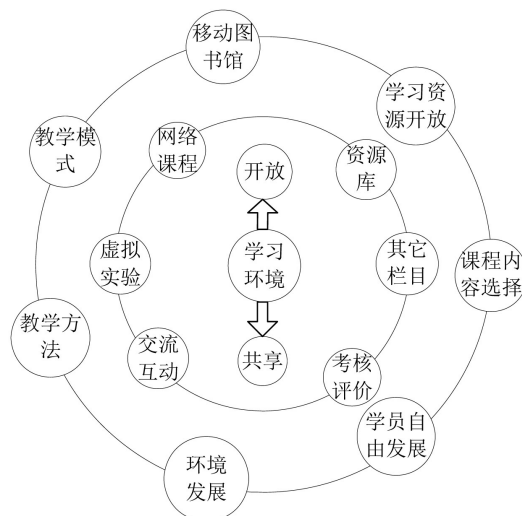 移动图
书馆
学习资
源开放
教学模
式
网络
课程
资源
库
开放
虚拟
实验
学习
环境
其它
栏目
课程内
容选择
教学方
法
交流
互动
共享
考核
评价
学员自
由发展
环境
发展